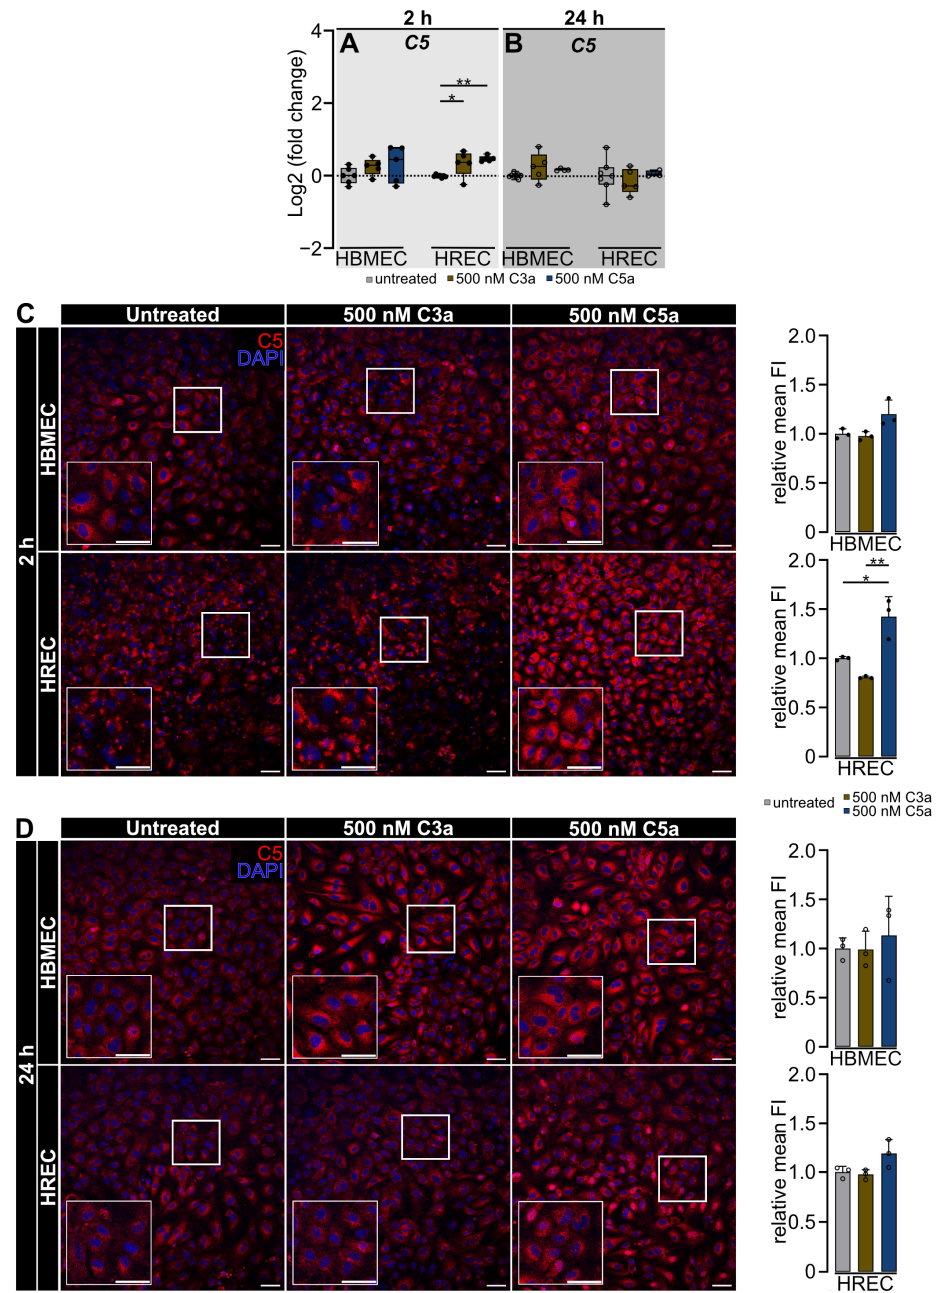 2 h 24 h
A C5 B C5
Log2 (fold change)
4
2
0
−2
** 
*
HBMEC HREC HBMEC HREC
untreated 500 nM C3a 500 nM C5a
C
Untreated 500 nM C3a 500 nM C5a
C5
DAPI
2 h
HBMEC
HREC
relative mean FI
2.0
1.5
1.0
0.5
0
HBMEC
relative mean FI
2.0
1.5
1.0
0.5
0
**
*
HREC
untreated 500 nM C3a
500 nM C5a
D
Untreated 500 nM C3a 500 nM C5a
C5
DAPI
24 h
HBMEC
HREC
relative mean FI
2.0
1.5
1.0
0.5
0
HBMEC
relative mean FI
2.0
1.5
1.0
0.5
0
HREC